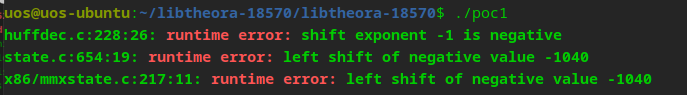 uos@uos-ubuntu:~/libtheora-18570/libtheora-18570$ ./poc1
huffdec.c:228:26: runtime error: shift exponent -1 is negative
state.c:654:19: runtime error: left shift of negative value -1040
x86/mmxstate.c:217:11: runtime error: left shift of negative value -1040